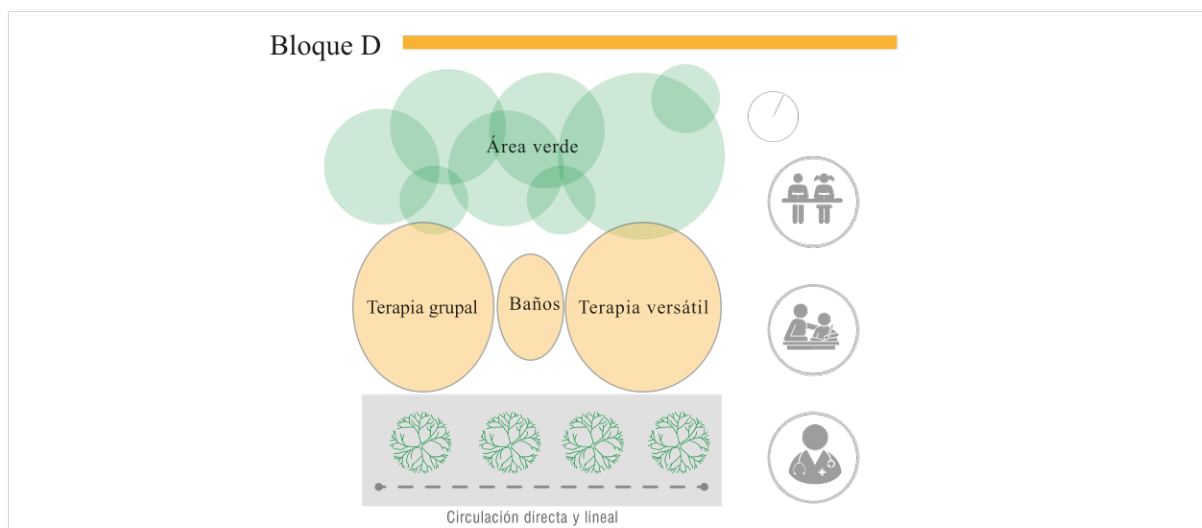 Bloque D
Área verde
Terapia grupal
Baños
Terapia versátil
Circulación directa y lineal